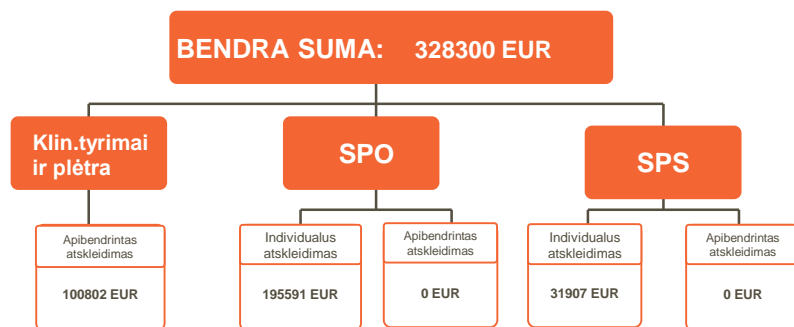 BENDRA SUMA: 328300 EUR
Klin.tyrimai
ir plėtra
SPO
SPS
Apibendrintas
atskleidimas
100802 EUR
Individualus
atskleidimas
195591 EUR
Apibendrintas
atskleidimas
0 EUR
Individualus
atskleidimas
31907 EUR
Apibendrintas
atskleidimas
0 EUR